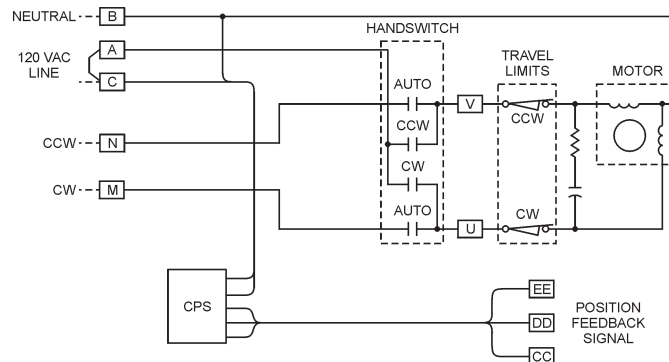 NEUTRAL B
A
120 VAC
LINE
C
HANDSWITCH
TRAVEL
LIMITS
MOTOR
AUTO
V
CCW
CCW
CCW N
CW
CW M
AUTO
U
CW
CPS
EE
DD
CC
POSITION
FEEDBACK
SIGNAL